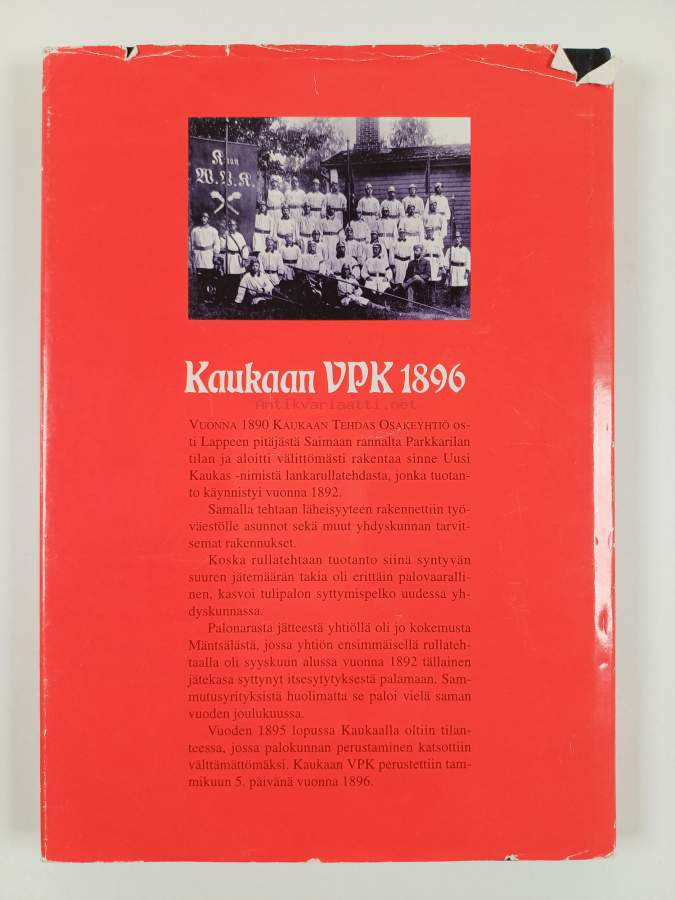 K:aan
W.P.K.
Kaukaan VPK 1896
Antikvariaatti.net
VUONNA 1890 KAUKAAN TEHDAS OSAKEYHTIÖ os-
ti Lappeen pitäjästä Saimaan rannalta Parkkarilan
tilan ja aloitti välittömästi rakentaa sinne Uusi
Kaukas -nimistä lankarullatehdasta, jonka tuotan-
to käynnistyi vuonna 1892.
Samalla tehtaan läheisyyteen rakennettiin työ-
väestölle asunnot sekä muut yhdyskunnan tarvit-
semat rakennukset.
Koska rullatehtaan tuotanto siinä syntyvän
suuren jätemäärän takia oli erittäin palovaaralli-
nen, kasvoi tulipalon syttymispelko uudessa yh-
dyskunnassa.
Palonarasta jätteestä yhtiöllä oli jo kokemusta
Mäntsälästä, jossa yhtiön ensimmäisellä rullateh-
taalla oli syyskuun alussa vuonna 1892 tällainen
jätekasa syttynyt itsesytytyksestä palamaan. Sam-
mutusyrityksistä huolimatta se paloi vielä saman
vuoden joulukuussa.
Vuoden 1895 lopussa Kaukaalla oltiin tilan-
teessa, jossa palokunnan perustaminen katsottiin
välttämättömäksi. Kaukaan VPK perustettiin tam-
mikuun 5. päivänä vuonna 1896.